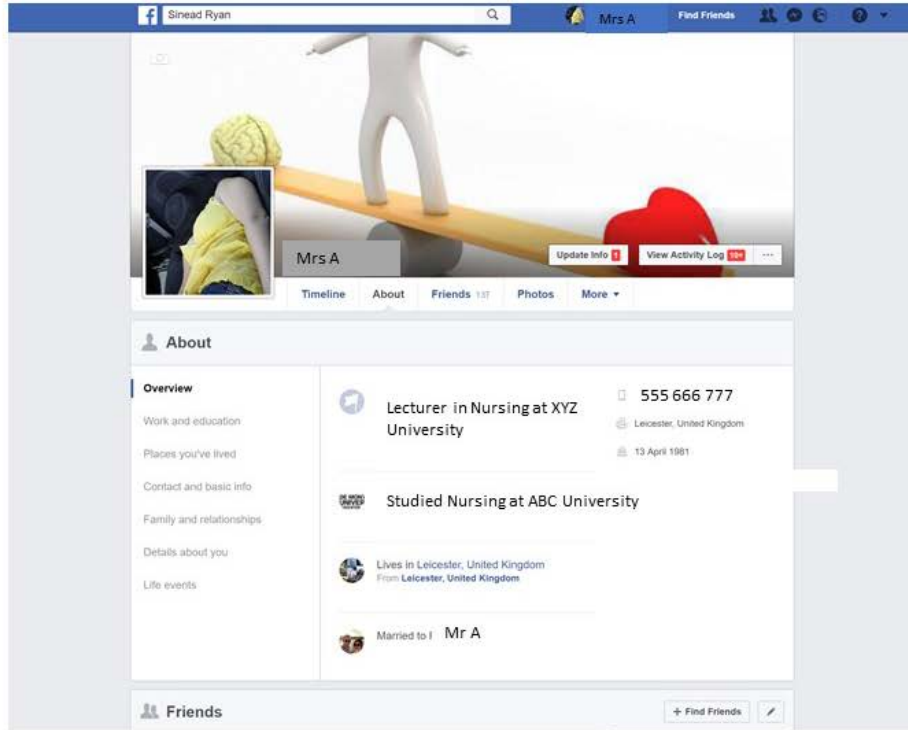 Sinead Ryan
Mrs A
Find Friends
Mrs A
Update Info 1
View Activity Log 10+
...
Timeline About Friends 137 Photos More
About
Overview
Work and education
Places you've lived
Contact and basic info
Family and relationships
Details about you
Life events
Lecturer in Nursing at XYZ
University
555 666 777
Leicester, United Kingdom
13 April 1981
Studied Nursing at ABC University
Lives in Leicester, United Kingdom
From Leicester, United Kingdom
Married to Mr A
Friends
+ Find Friends